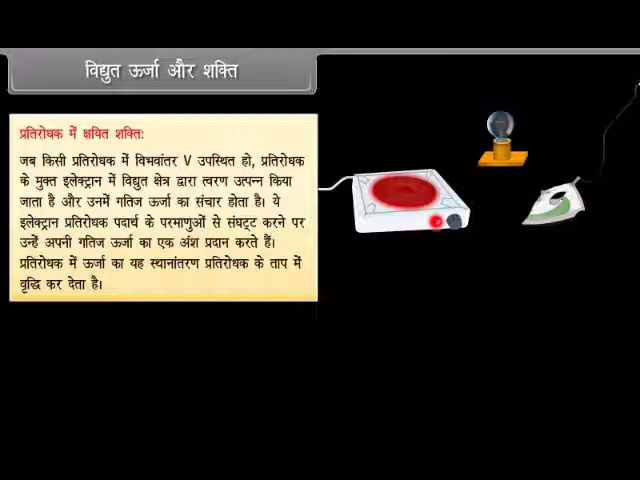 विद्युत ऊर्जा और शक्ति
प्रतिरोधक में क्षयित शक्ति:
जब किसी प्रतिरोधक में विभवांतर V उपस्थित हो, प्रतिरोधक
के मुक्त इलेक्ट्रान में विद्युत क्षेत्र द्वारा त्वरण उत्पन्न किया
जाता है और उनमें गतिज ऊर्जा का संचार होता है। ये
इलेक्ट्रान प्रतिरोधक पदार्थ के परमाणुओं से संघट्ट करने पर
उन्हें अपनी गतिज ऊर्जा का एक अंश प्रदान करते हैं।
प्रतिरोधक में ऊर्जा का यह स्थानांतरण प्रतिरोधक के ताप में
वृद्धि कर देता है।